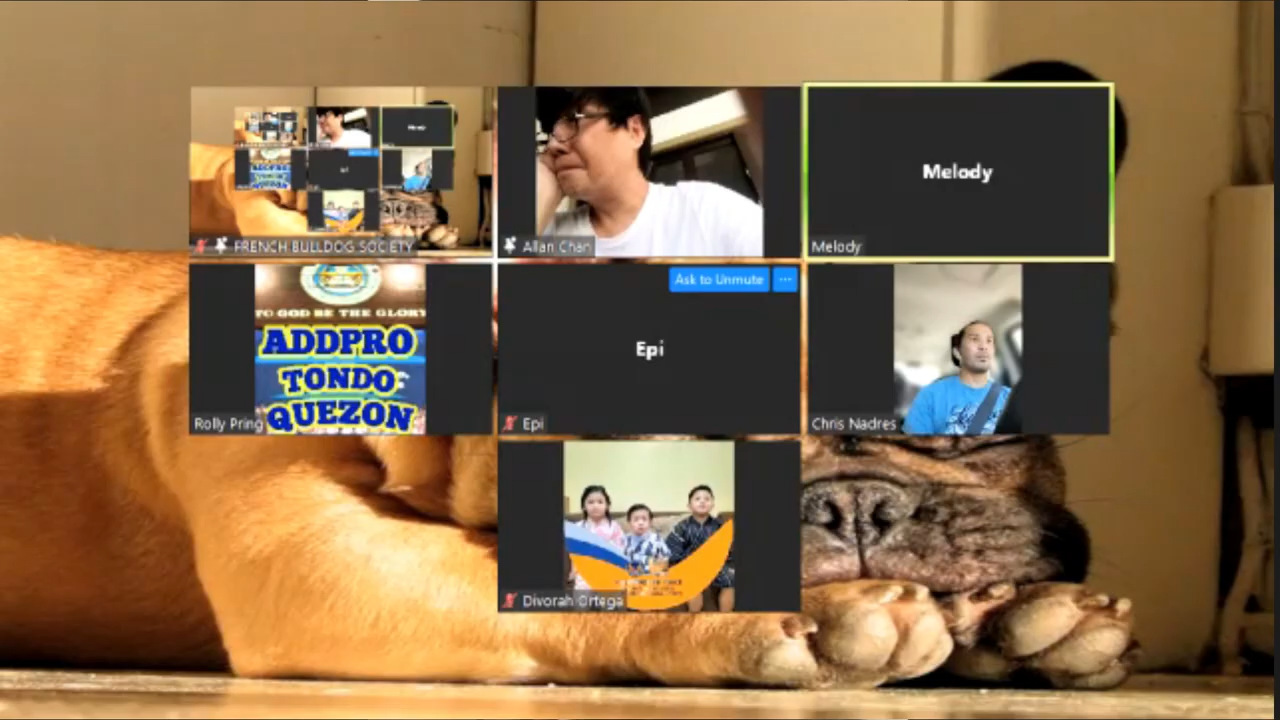 FRENCH BULLDOG SOCIETY
Allan Chan
Melody
Melody
TO GOD BE THE GLORY
ADDPRO
TONDO
QUEZON
Rolly Pring
Ask to Unmute
...
Epi
Epi
Chris Nadres
Divorah Ortega